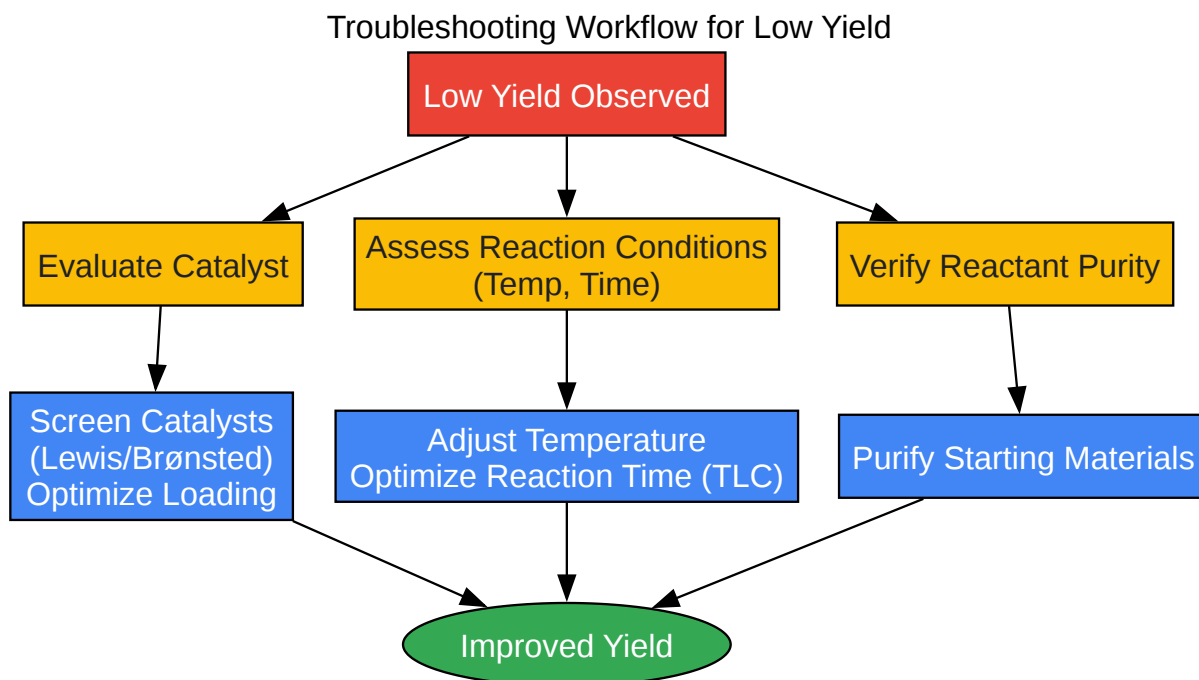 Troubleshooting Workflow for Low Yield
Low Yield Observed
Evaluate Catalyst
Assess Reaction Conditions
(Temp, Time)
Verify Reactant Purity
Screen Catalysts
(Lewis/Brønsted)
Optimize Loading
Adjust Temperature
Optimize Reaction Time (TLC)
Purify Starting Materials
Improved Yield